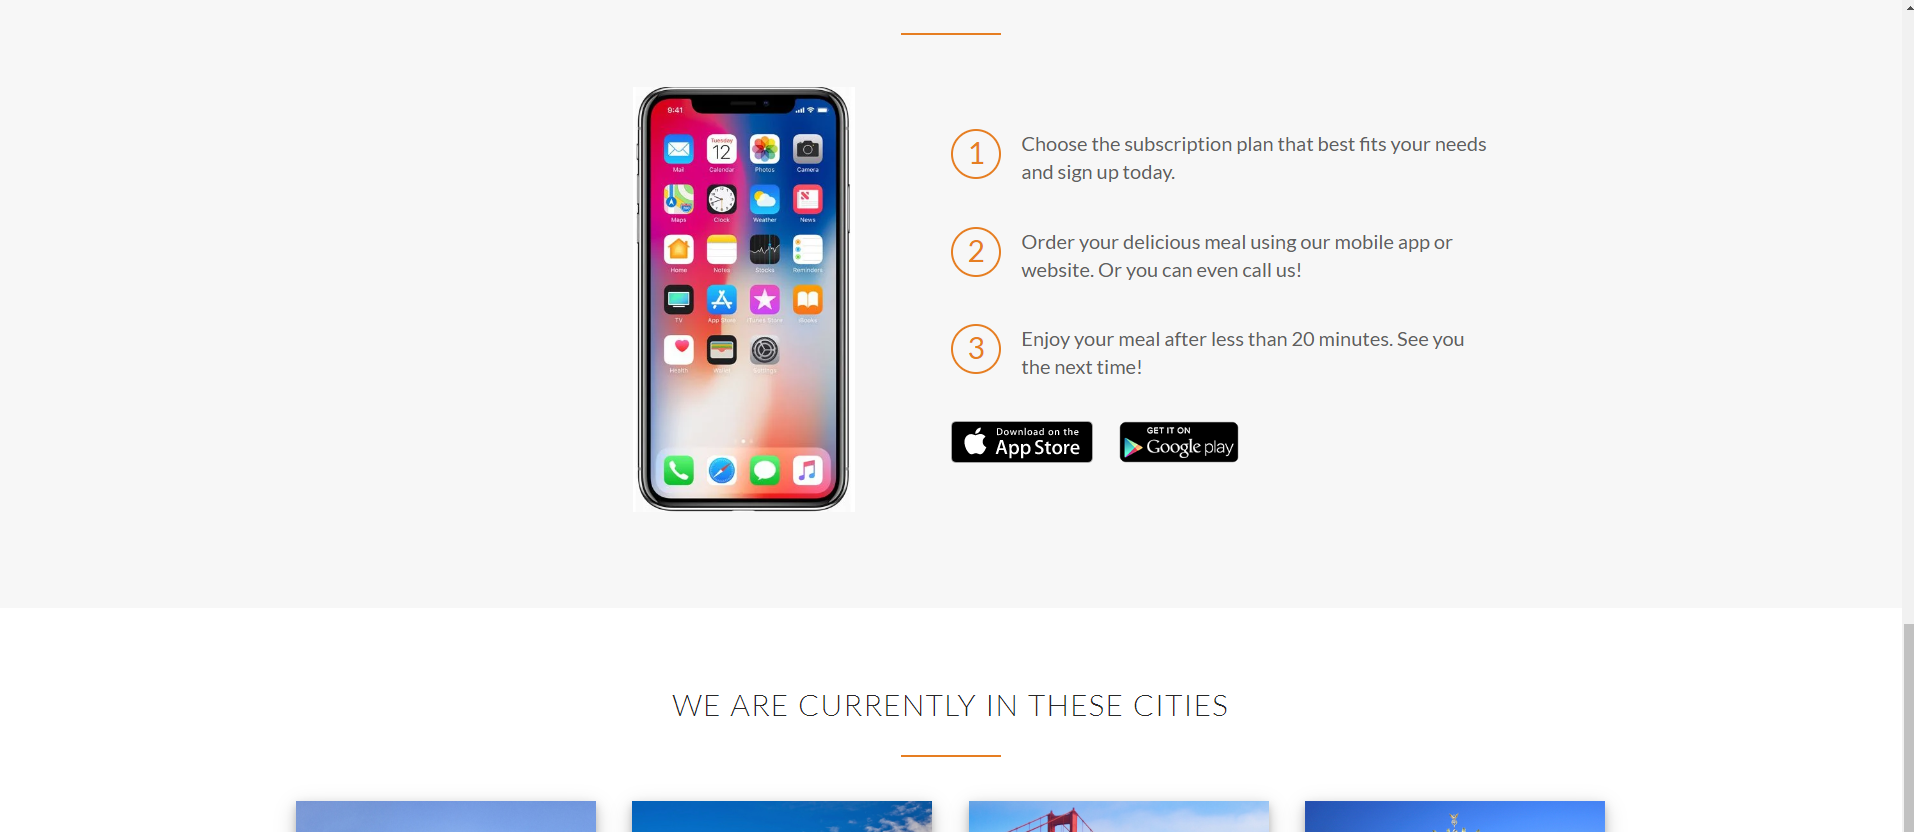 9:41
Tuesday
12
Mail
Calendar
Photos
Camera
Maps
Clock
Weather
News
Home
Notes
Stocks
Reminders
TV
App Store
iTunes Store
iBooks
Health
Wallet
Settings
1
Choose the subscription plan that best fits your needs
and sign up today.
2
Order your delicious meal using our mobile app or
website. Or you can even call us!
3
Enjoy your meal after less than 20 minutes. See you
the next time!
Download on the
App Store
GET IT ON
Google play
WE ARE CURRENTLY IN THESE CITIES